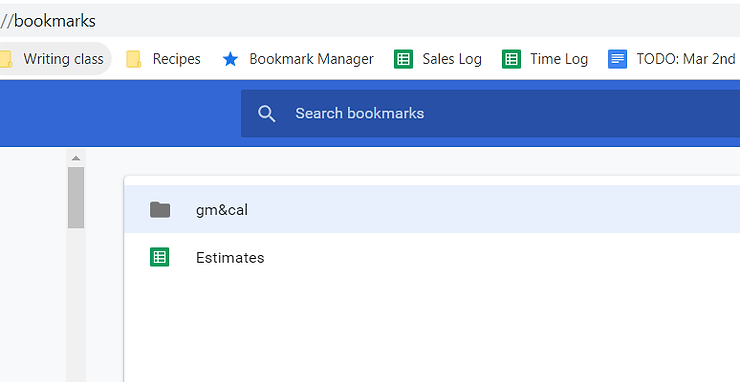 //bookmarks
Writing class Recipes Bookmark Manager Sales Log Time Log TODO: Mar 2nd
Search bookmarks
gm&cal
Estimates